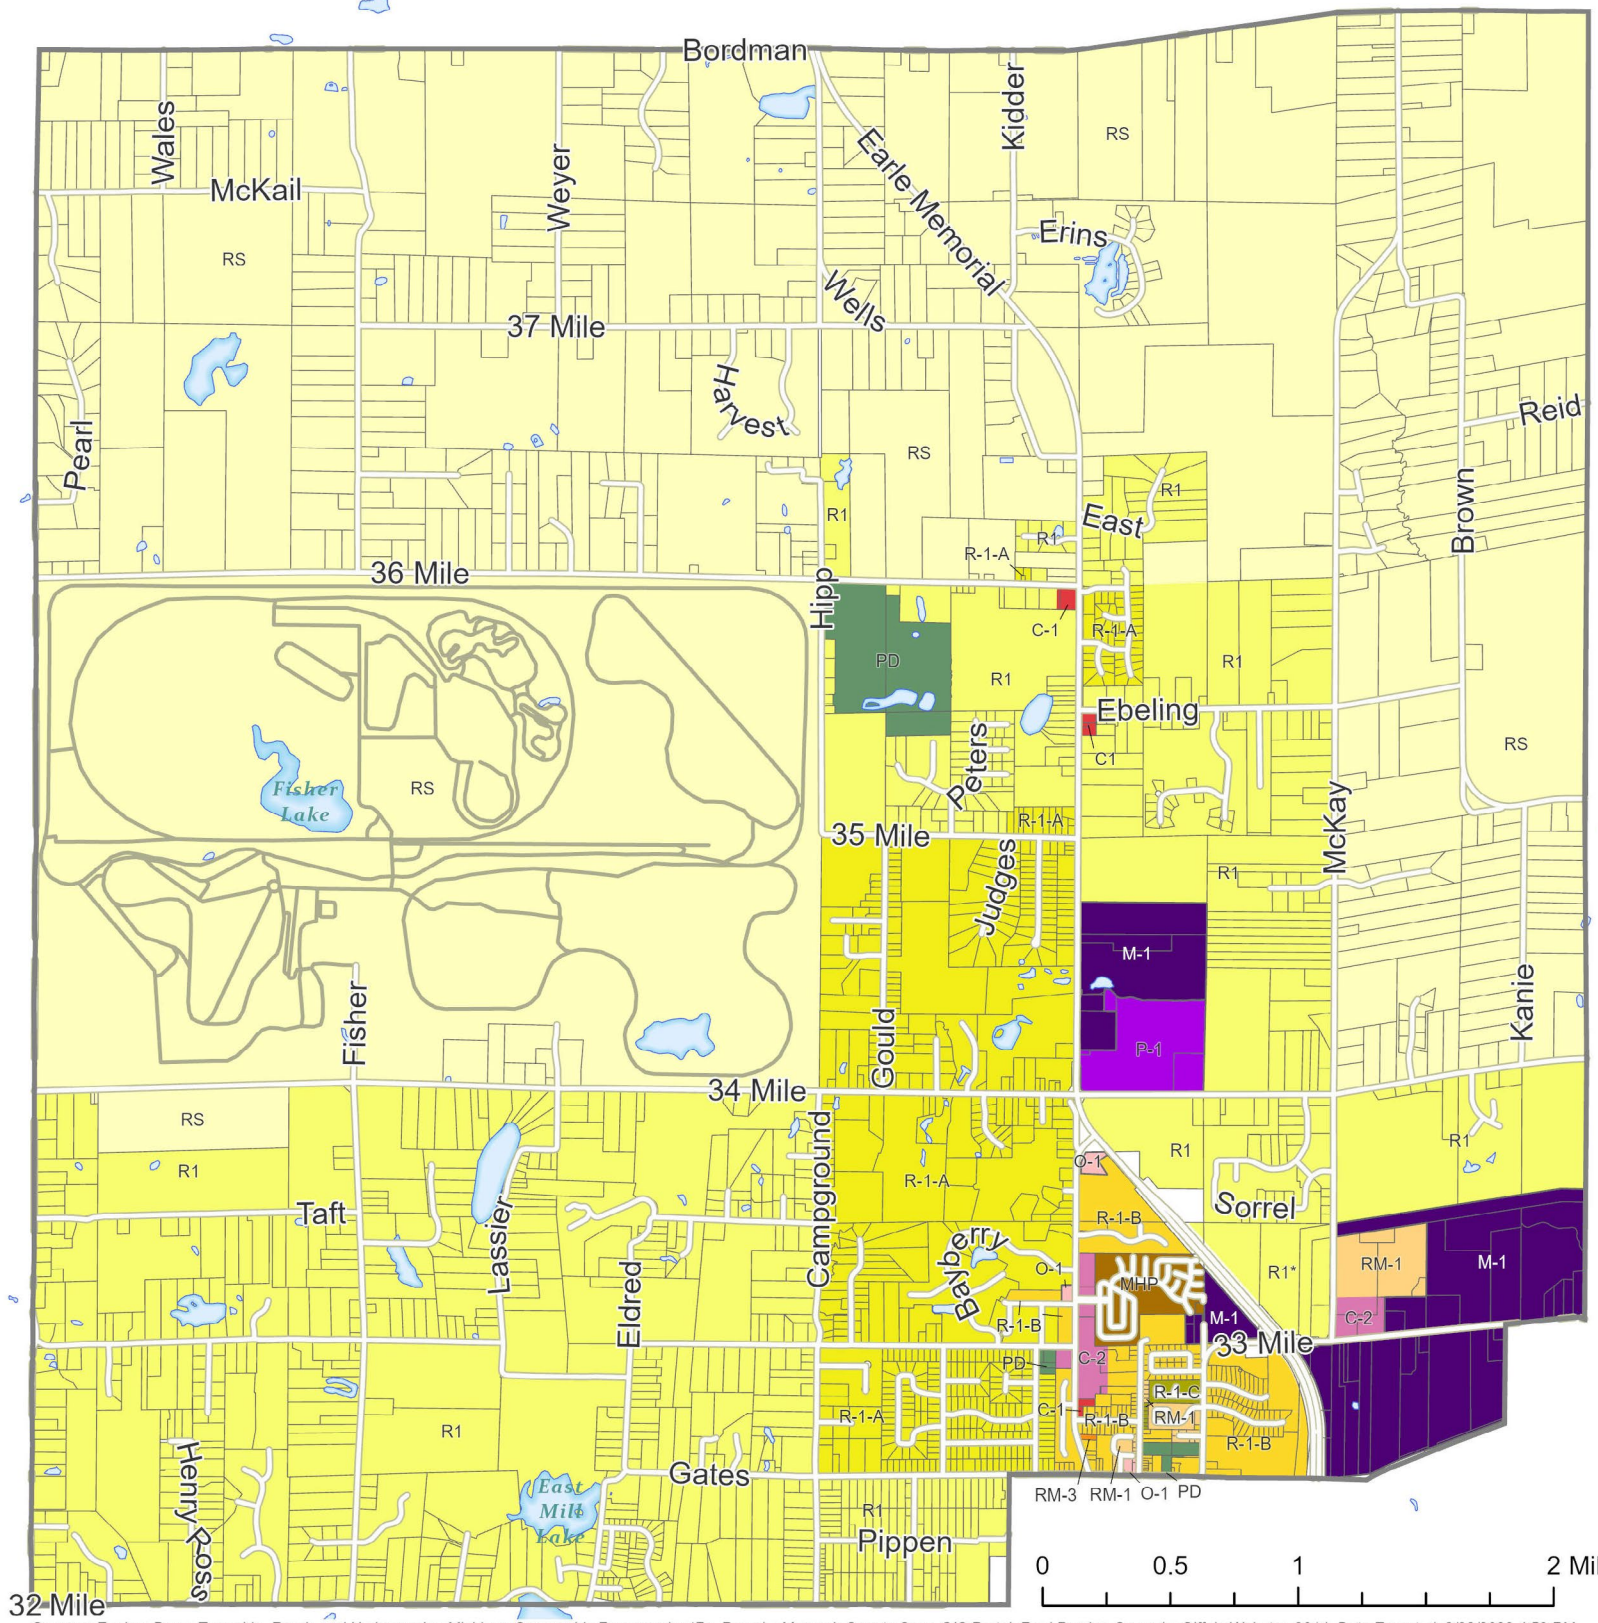 Bordman
Wales
Kidder
Earle Memorial
RS
Weyer
McKail
Erins
RS
Wells
37 Mile
Harvest
Reid
Pearl
RS
R1
Brown
R1
East
R1
R-1-A
36 Mile
Hipp
C-1
R-1-A
PD
R1
R1
Ebeling
Peters
C1
RS
RS
Fisher
Lake
McKay
R-1-A
35 Mile
Judges
R1
M-1
Kanie
Fisher
Gould
P-1
34 Mile
RS
Campground
R1
R1
O-1
R1
R-1-A
Taft
Lassier
Sorrel
R-1-B
Bayberry
Eldred
O-1
MHP
R1*
RM-1
M-1
R-1-B
M-1
C-2
33 Mile
PD
C-2
R-1-C
C-1
R-1-A
R-1-B
RM-1
R1
R-1-B
Henry Ross
Gates
East
Mill
Lake
RM-3
RM-1
O-1
PD
R1
Pippen
0
0.5
1
2 Mil
32 Mile